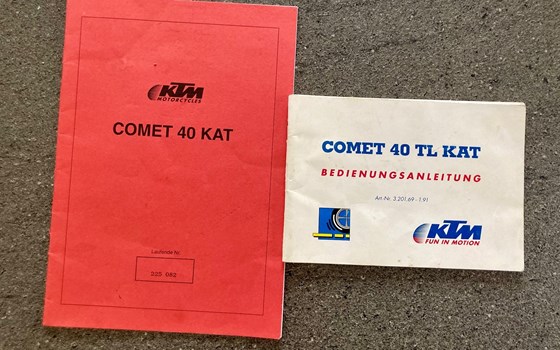 KTM
MOTORCYCLES
COMET 40 KAT
Laufende Nr.
225 082
COMET 40 TL KAT
BEDIENUNGSANLEITUNG
Art-Nr. 3.201.69 - 1.91
KTM
FUN IN MOTION